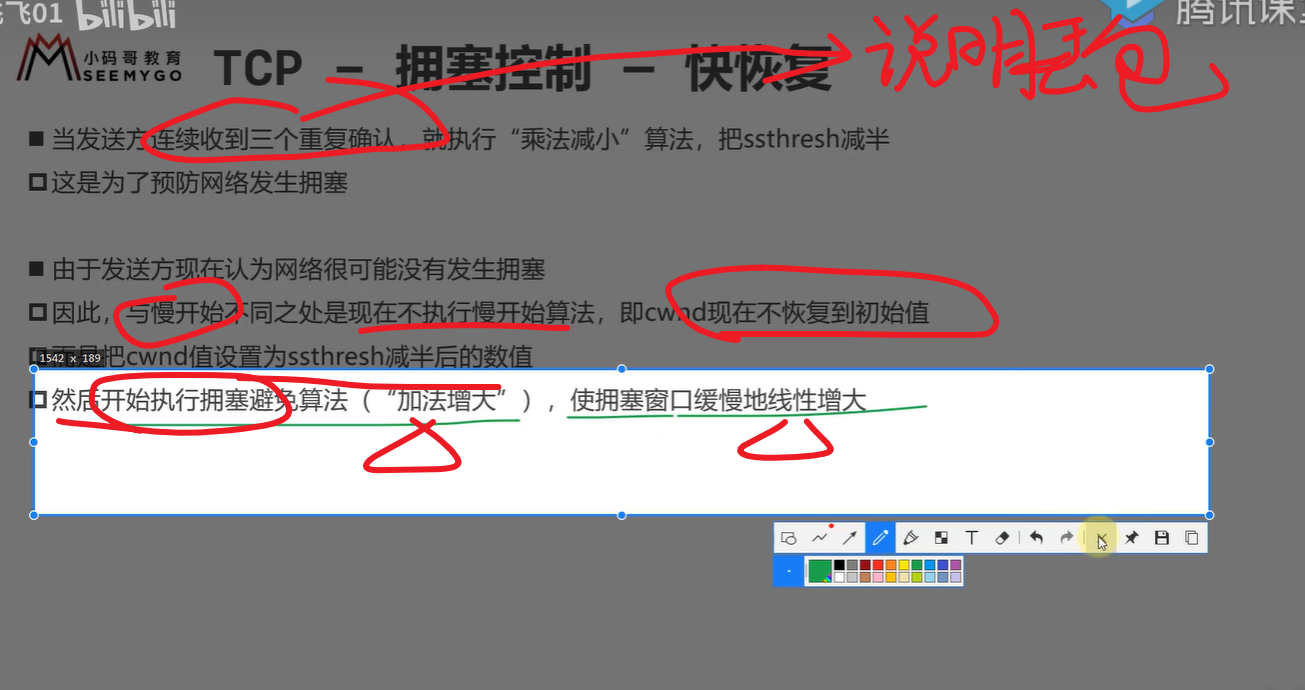 飞01 bilibili
腾讯课
小码哥教育
SEEMYGO
TCP – 拥塞控制 – 快恢复
说明丢包
■ 当发送方连续收到三个重复确认，就执行“乘法减小”算法，把ssthresh减半
这是为了预防网络发生拥塞
■ 由于发送方现在认为网络很可能没有发生拥塞
因此，与慢开始不同之处是现在不执行慢开始算法，即cwnd现在不恢复到初始值
而是把cwnd值设置为ssthresh减半后的数值
1542 x 189
然后开始执行拥塞避免算法（“加法增大”），使拥塞窗口缓慢地线性增大
T